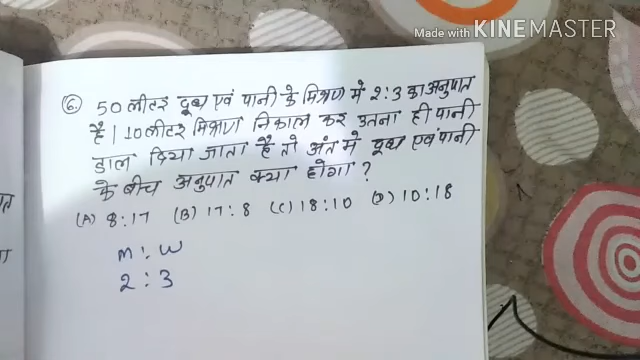 Made with KINEMASTER
6. 50 लीटर दूध एवं पानी के मिश्रण में 2:3 का अनुपात
है। 10 लीटर मिश्रण निकाल कर उतना ही पानी
डाल दिया जाता है तो अंत मे दूध एवं पानी
के बीच अनुपात क्या होगा ?
(A) 8:17 (B) 17:8 (C) 18:10 (D) 10:18
M : W
2 : 3